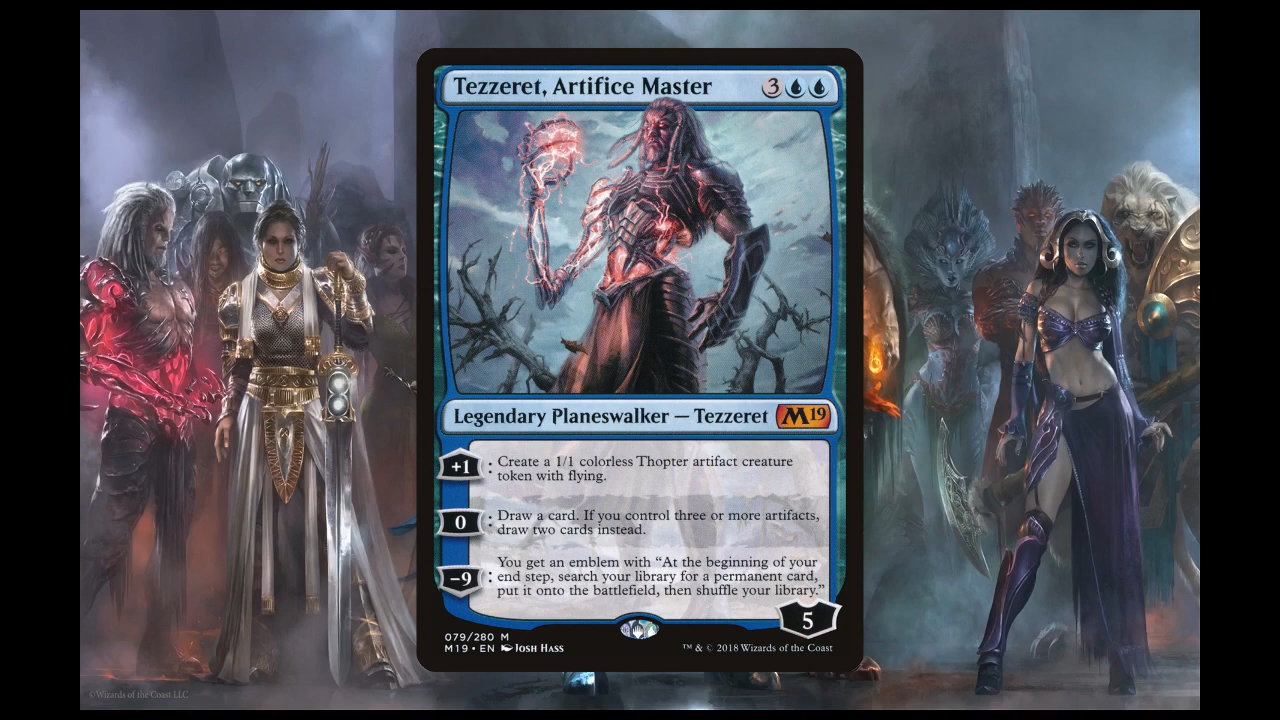 Tezzeret, Artifice Master 3
Legendary Planeswalker — Tezzeret M19
+1 : Create a 1/1 colorless Thopter artifact creature
token with flying.
0 : Draw a card. If you control three or more artifacts,
draw two cards instead.
You get an emblem with “At the beginning of your
−9 : end step, search your library for a permanent card,
put it onto the battlefield, then shuffle your library.”
5
079/280 M
M19 • EN Josh Hass
™ & © 2018 Wizards of the Coast
©Wizards of the Coast LLC